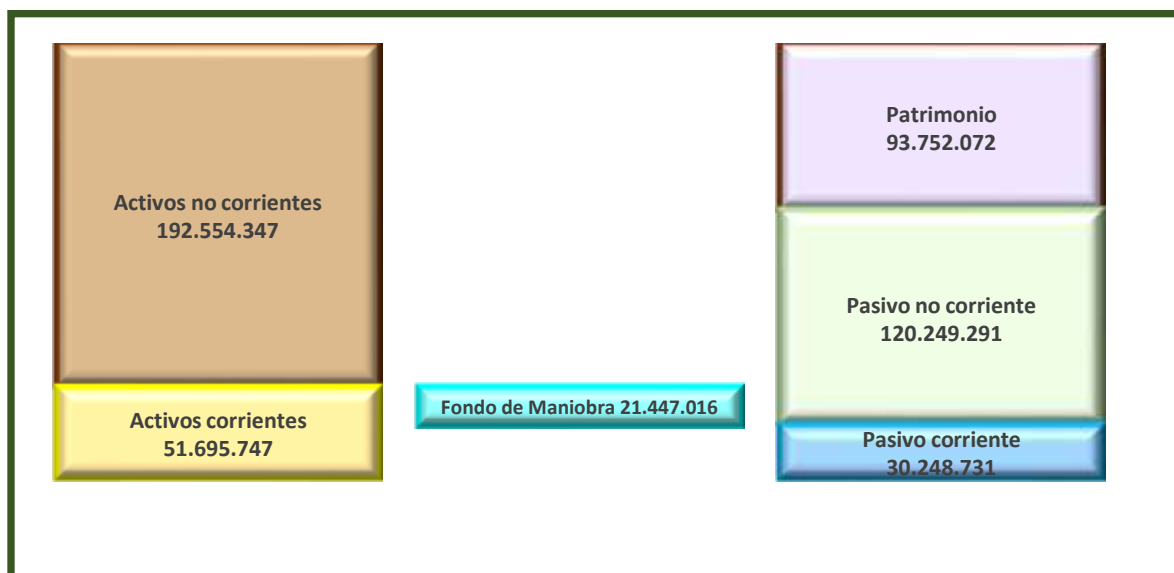 Activos no corrientes
192.554.347
Activos corrientes
51.695.747
Fondo de Maniobra 21.447.016
Patrimonio
93.752.072
Pasivo no corriente
120.249.291
Pasivo corriente
30.248.731